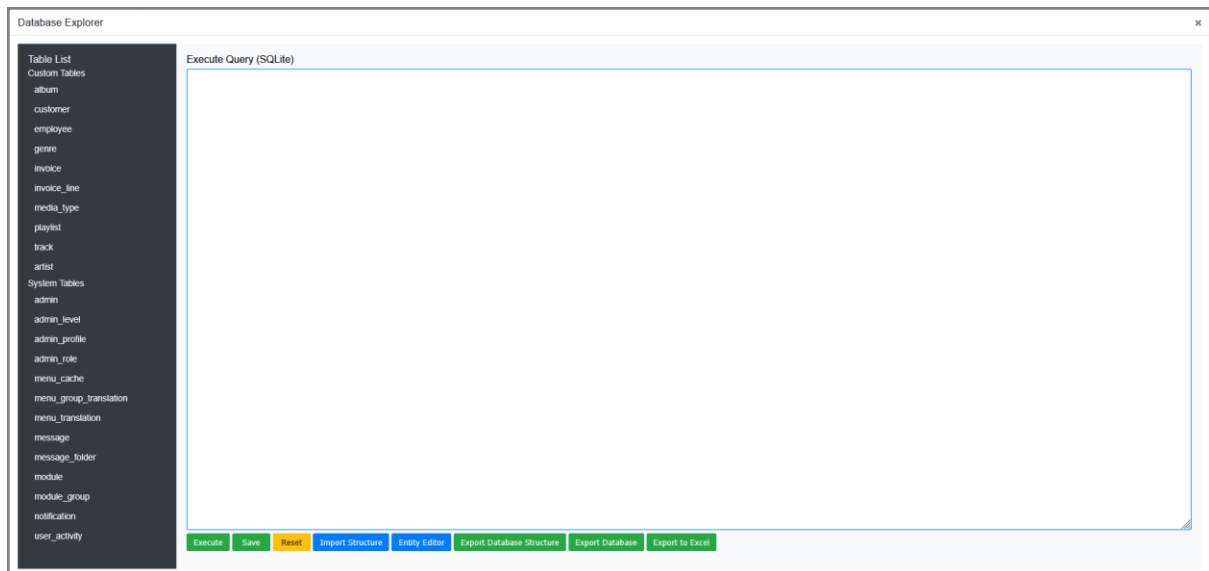 Database Explorer
Table List
Custom Tables
album
customer
employee
genre
invoice
invoice_line
media_type
playlist
track
artist
System Tables
admin
admin_level
admin_profile
admin_role
menu_cache
menu_group_translation
menu_translation
message
message_folder
module
module_group
notification
user_activity
Execute Query (SQLite)
Execute Save Reset Import Structure Entity Editor Export Database Structure Export Database Export to Excel